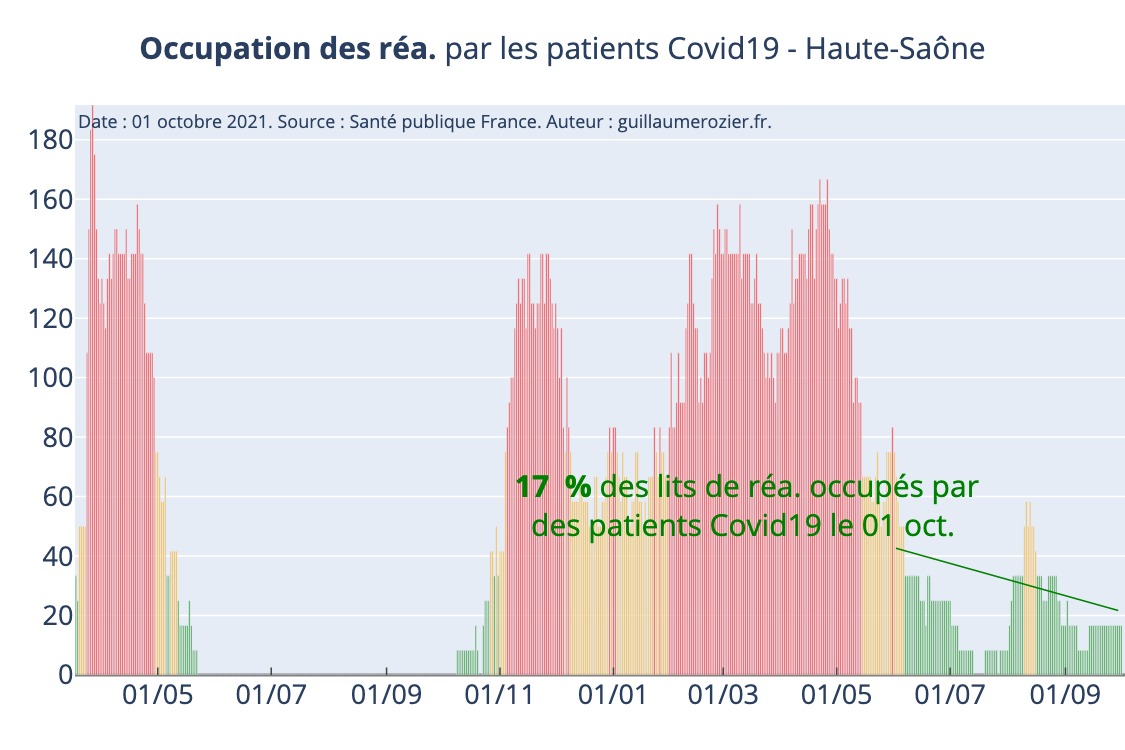 Occupation des réa. par les patients Covid19 - Haute-Saône
Date : 01 octobre 2021. Source : Santé publique France. Auteur : guillaumerozier.fr.
180
160
140
120
100
80
60
40
20
0
17 % des lits de réa. occupés par
des patients Covid19 le 01 oct.
01/05 01/07 01/09 01/11 01/01 01/03 01/05 01/07 01/09